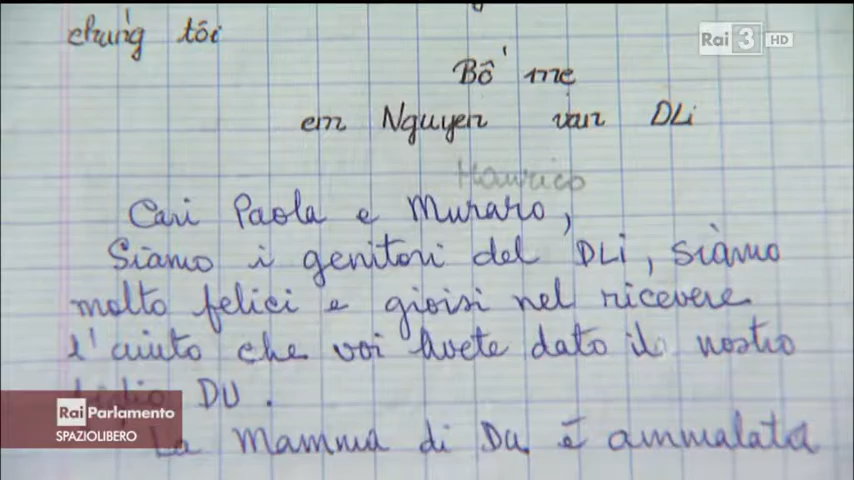 chúng tôi
Rai 3 HD
Bố mẹ
em Nguyen van DLi
Cari Paola e Muraro,
Siamo i genitori del DLi, siamo
molto felici e gioisi nel ricevere
l'aiuto che voi avete dato il nostro
DU.
Rai Parlamento
SPAZIOLIBERO
La mamma di Du è ammalata